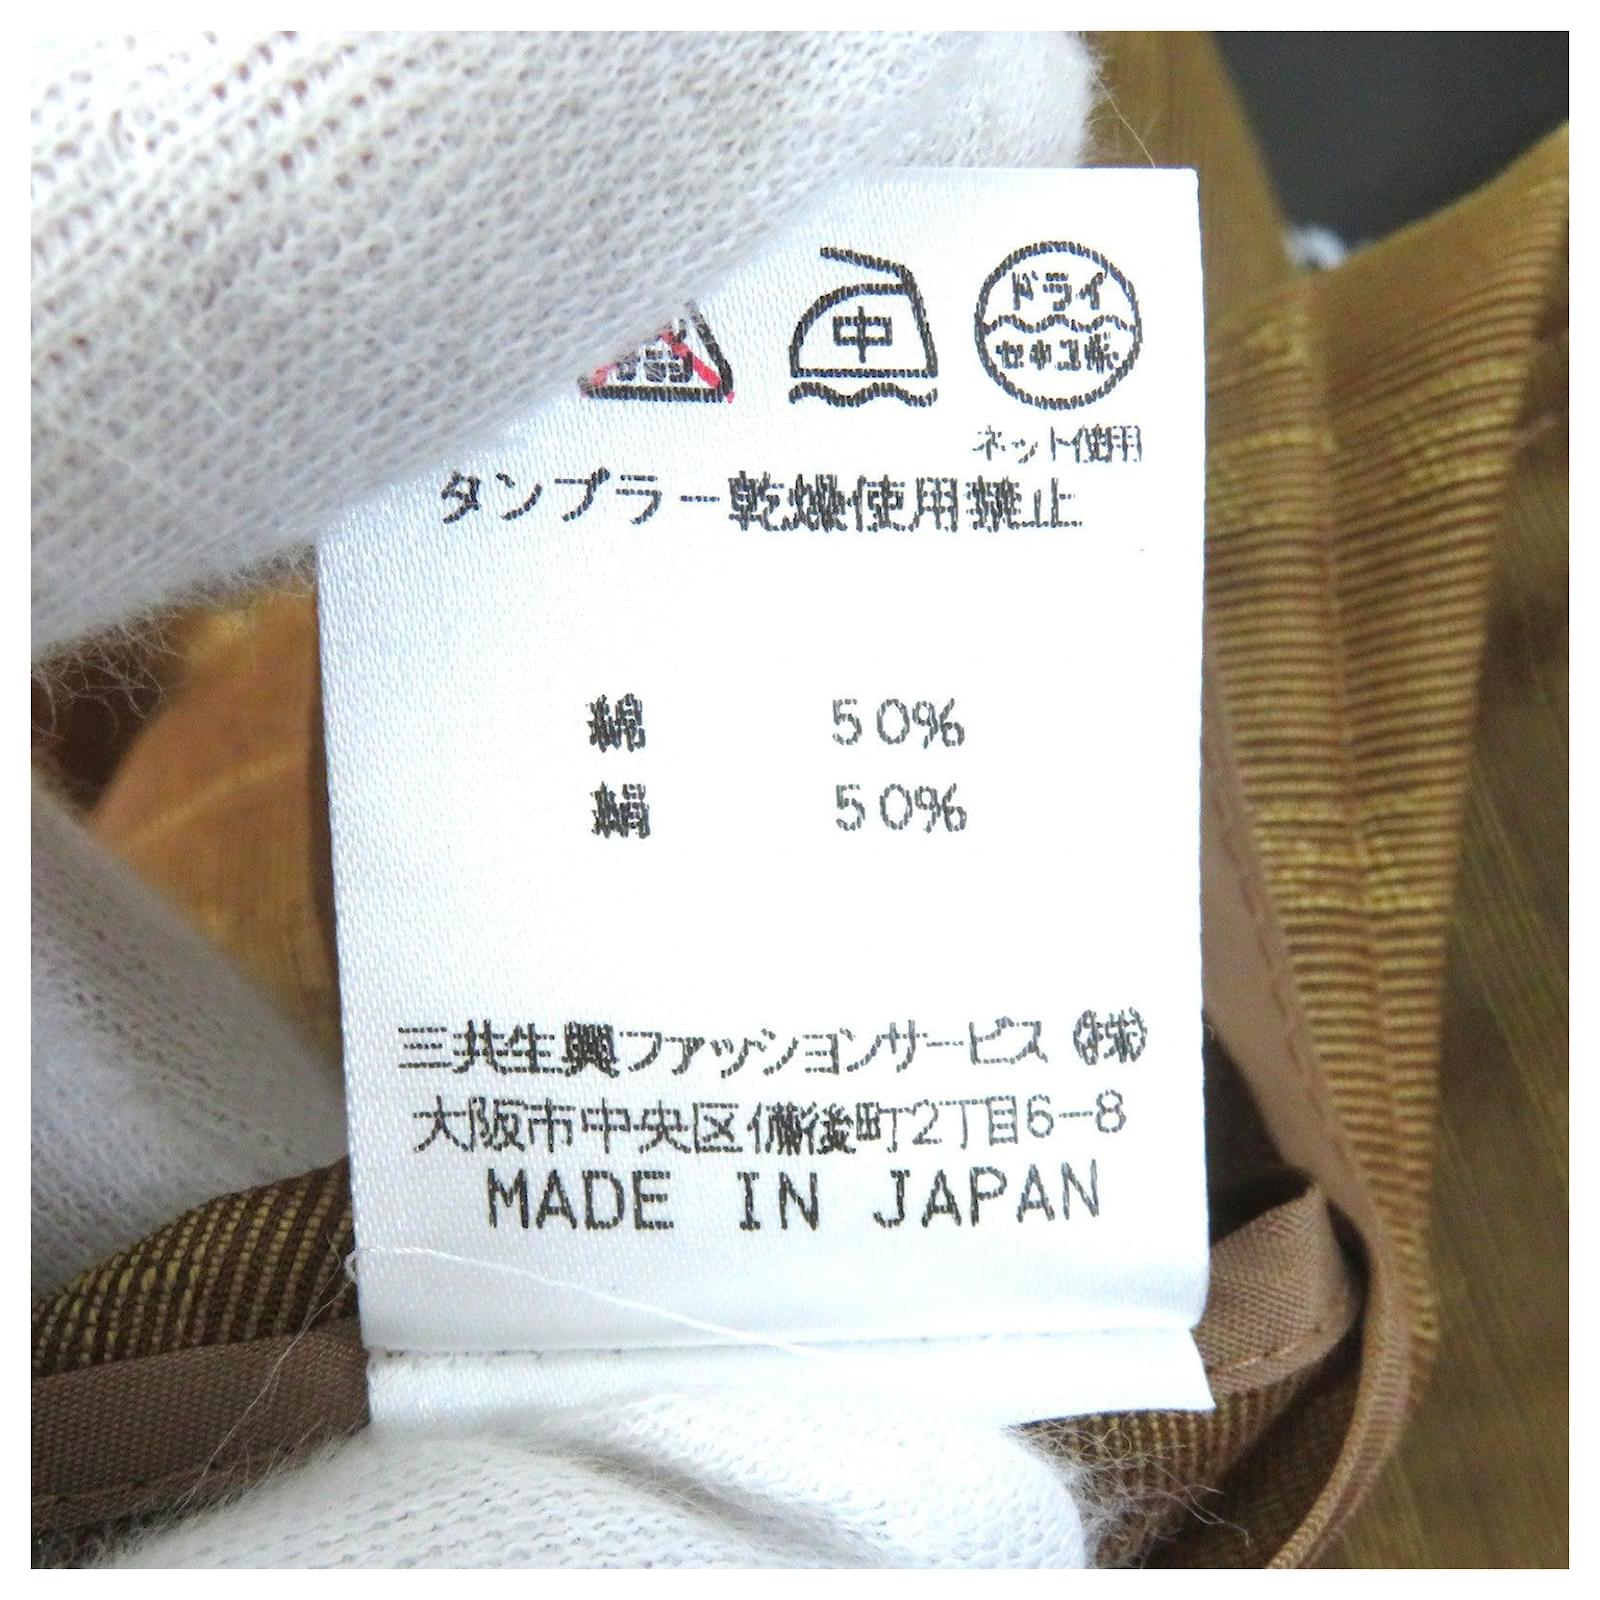 中
ドライ
セキユ系
ネット使用
タンブラー乾燥使用禁止
綿 50%
絹 50%
三共生興ファッションサービス ㈱
大阪市中央区備後町2丁目6-8
MADE IN JAPAN